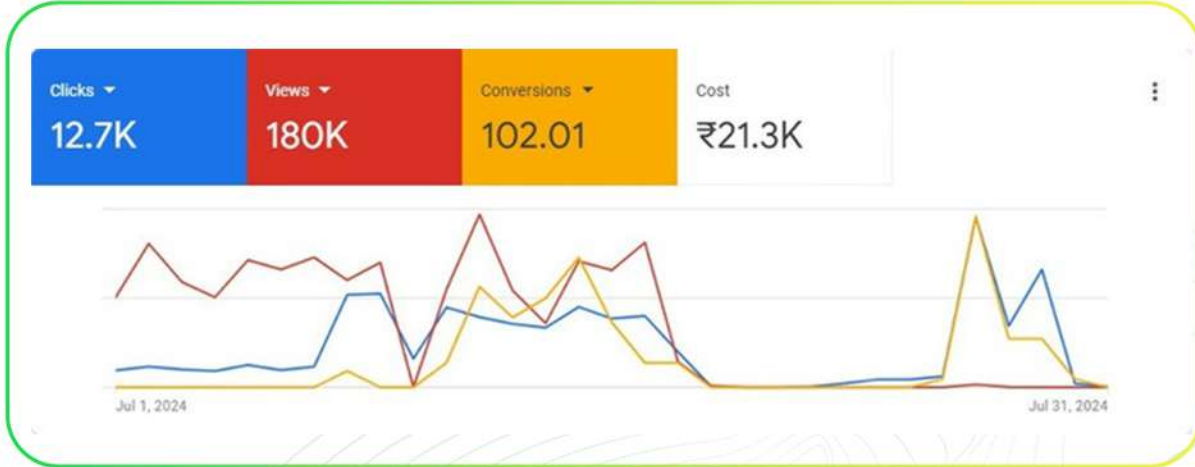 Clicks Views Conversions Cost
12.7K 180K 102.01 ₹21.3K
Jul 1, 2024 Jul 31, 2024